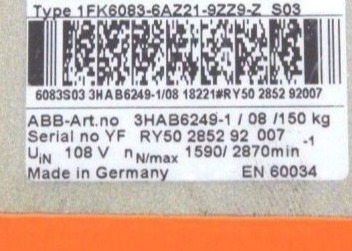 Type 1FK6083-6AZ21-9ZZ9-Z S03
6083S03 3HAB6249-1/08 18221#RY50 2852 92007
ABB-Art.no 3HAB6249-1 / 08 /150 kg
Serial no YF RY50 2852 92 007
UiN 108 V nN/max 1590/ 2870min -1
Made in Germany EN 60034